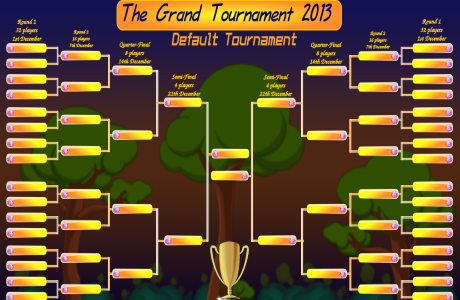 The Grand Tournament 2013
Default Tournament
Round 1
32 players
1st December
Round 2
16 players
7th December
Quarter-Final
8 players
14th December
Semi-Final
4 players
21th December
Semi-Final
4 players
21th December
Quarter-Final
8 players
14th December
Round 2
16 players
7th December
Round 1
32 players
1st December